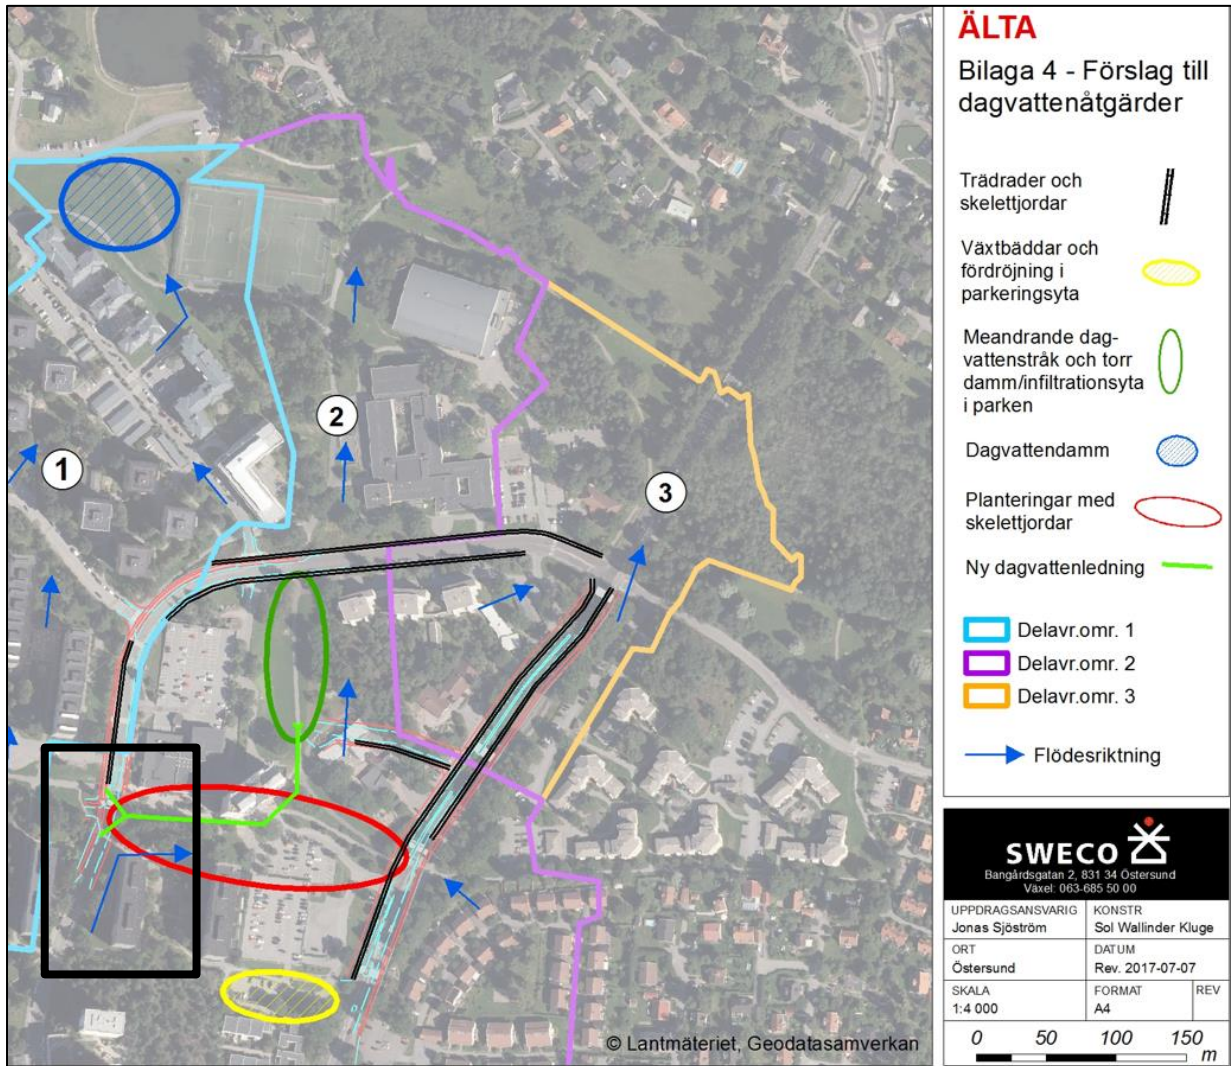 ÄLTA
Bilaga 4 - Förslag till
dagvattenåtgärder
Trädrader och
skelettjordar
Växtbäddar och
fördröjning i
parkeringsyta
Meandrande dag-
vattenstråk och torr
damm/infiltrationsyta
i parken
Dagvattendamm
Planteringar med
skelettjordar
Ny dagvattenledning
Delavr.omr. 1
Delavr.omr. 2
Delavr.omr. 3
Flödesriktning
1
2
3
© Lantmäteriet, Geodatasamverkan
SWECO
Bangårdsgatan 2, 831 34 Östersund
Växel: 063-685 50 00
UPPDRAGSANSVARIG KONSTR
Jonas Sjöström Sol Wallinder Kluge
ORT DATUM
Östersund Rev. 2017-07-07
SKALA FORMAT REV
1:4 000 A4
0 50 100 150
m